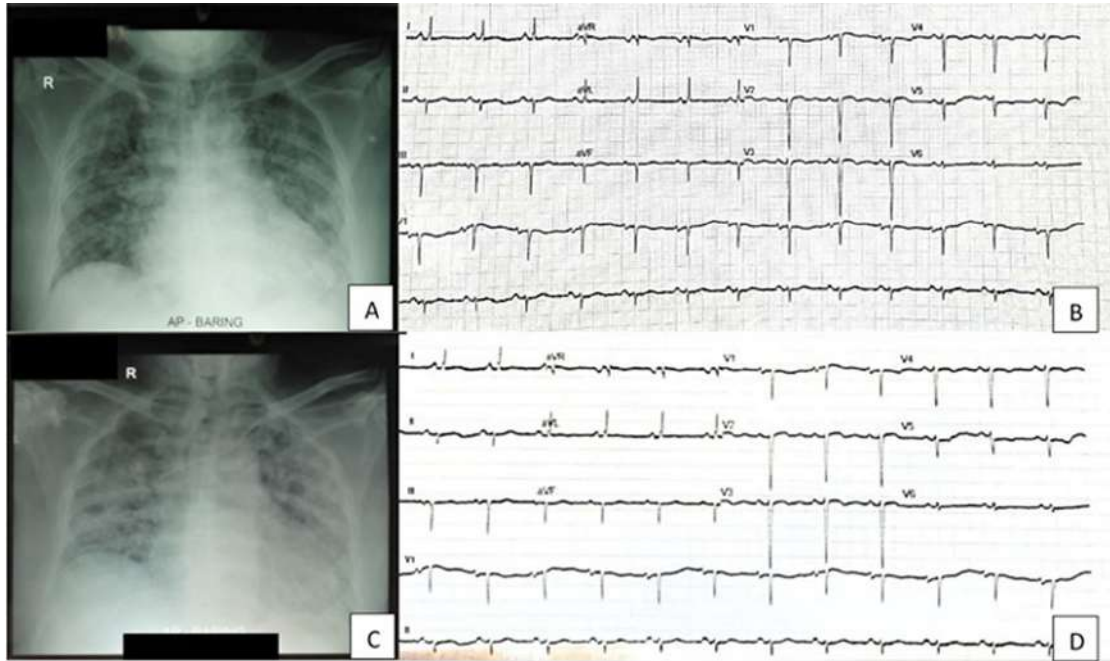 R
AP - BARING
A
I aVR V1 V4
II aVL V2 V5
III aVF V3 V6
V1
B
R
C
I aVR V1 V4
II aVL V2 V5
III aVF V3 V6
V1
II
D